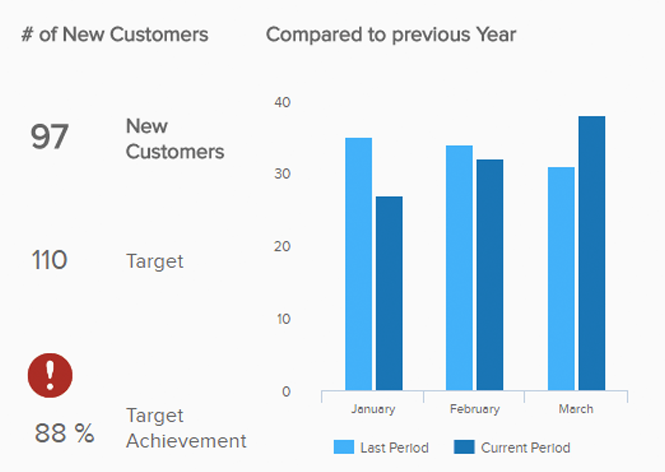 # of New Customers
Compared to previous Year
97
New
Customers
110
Target
!
88 %
Target
Achievement
40
30
20
10
0
January
February
March
Last Period
Current Period